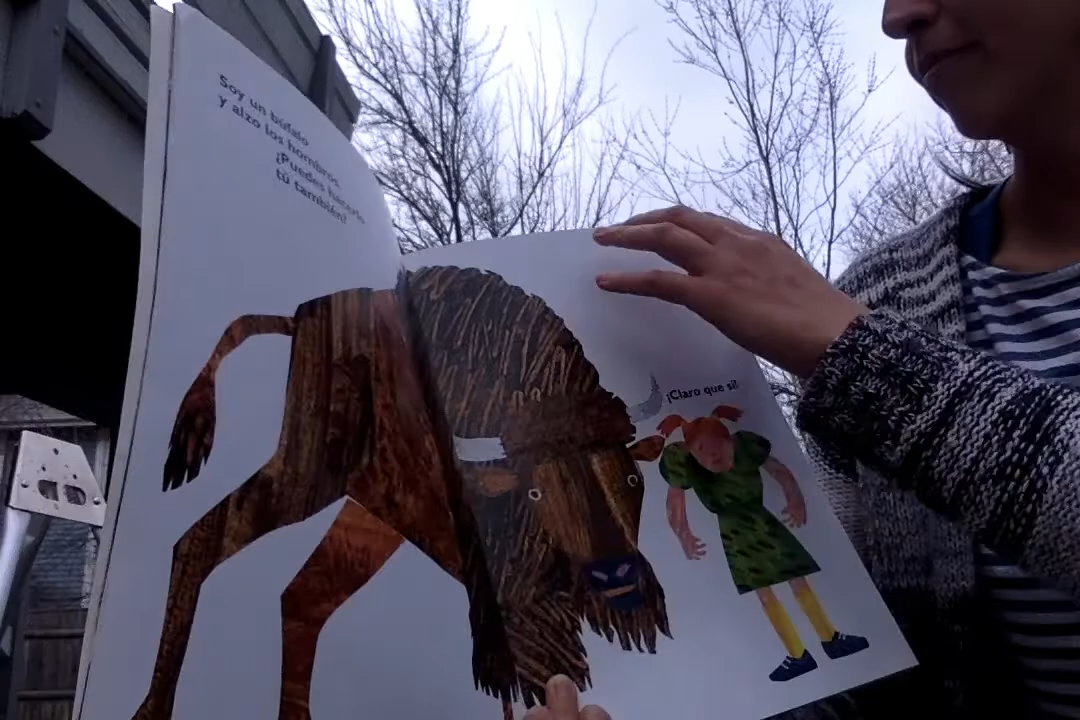 Soy un búfalo
y alzo los hombros.
¿Puedes hacerlo
tú también?
¡Claro que sí!